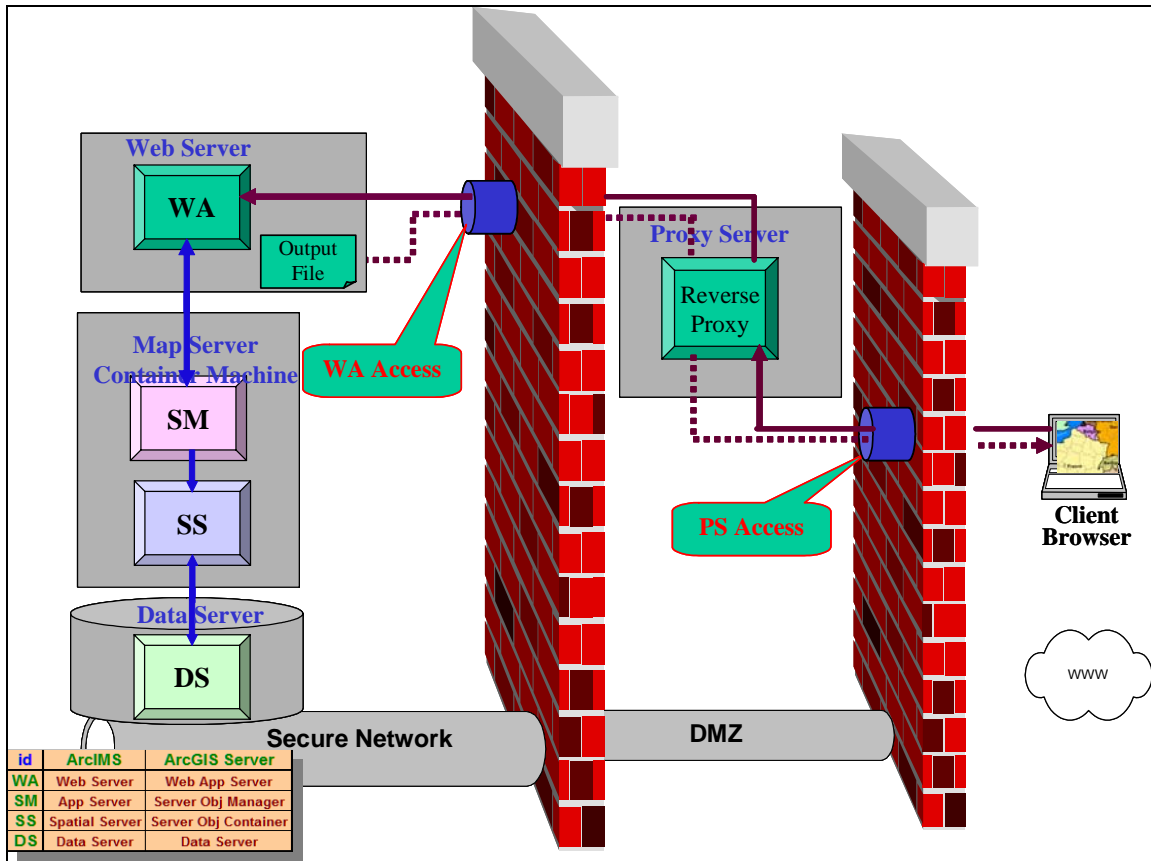 Web Server
WA
Output
File
Map Server
Container Machine
SM
SS
Data Server
DS
WA Access
Proxy Server
Reverse
Proxy
PS Access
Client
Browser
www
Secure Network
DMZ
id ArcIMS ArcGIS Server
WA Web Server Web App Server
SM App Server Server Obj Manager
SS Spatial Server Server Obj Container
DS Data Server Data Server